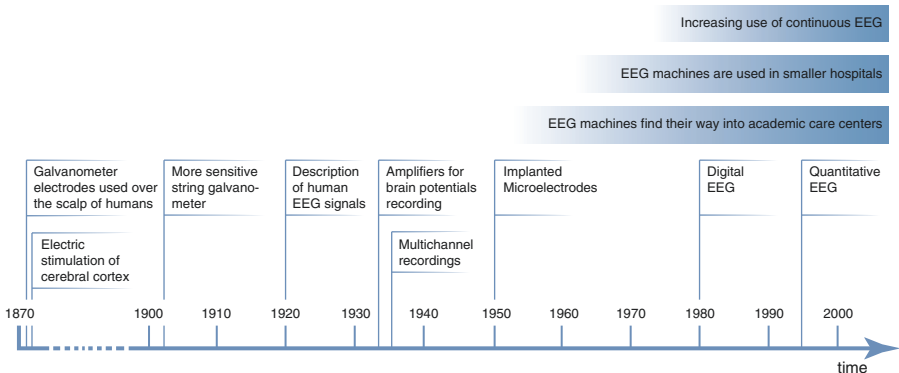 Increasing use of continuous EEG
EEG machines are used in smaller hospitals
EEG machines find their way into academic care centers
Galvanometer
electrodes used over
the scalp of humans
Electric
stimulation of
cerebral cortex
More sensitive
string galvano-
meter
Description
of human
EEG signals
Amplifiers for
brain potentials
recording
Multichannel
recordings
Implanted
Microelectrodes
Digital
EEG
Quantitative
EEG
1870 1900 1910 1920 1930 1940 1950 1960 1970 1980 1990 2000
time